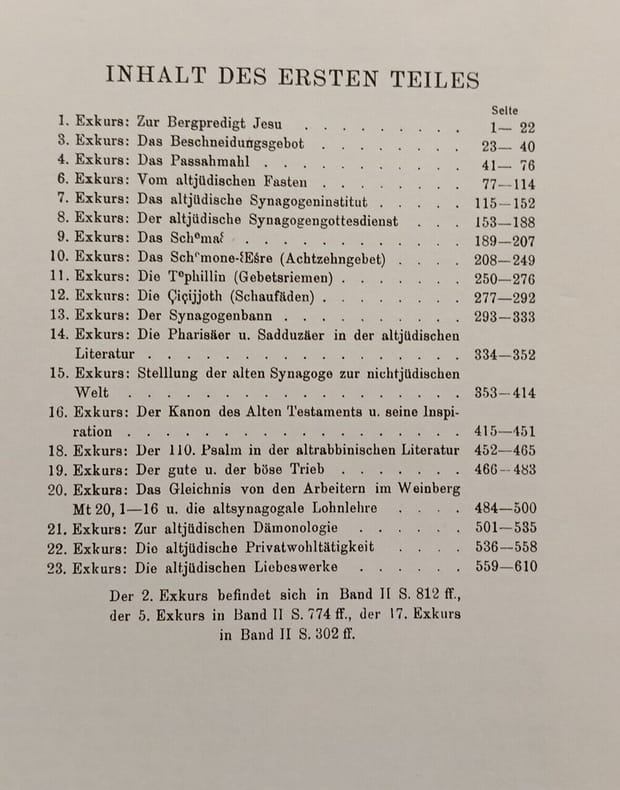 INHALT DES ERSTEN TEILES
Seite
1. Exkurs: Zur Bergpredigt Jesu . . . . . . . . . 1— 22
3. Exkurs: Das Beschneidungsgebot . . . . . . . 23— 40
4. Exkurs: Das Passahmahl . . . . . . . . . . 41— 76
6. Exkurs: Vom altjüdischen Fasten . . . . . . . 77—114
7. Exkurs: Das altjüdische Synagogeninstitut . . . . . 115—152
8. Exkurs: Der altjüdische Synagogengottesdienst . . . 153—188
9. Exkurs: Das Schᵉmaʿ . . . . . . . . . . . 189—207
10. Exkurs: Das Schᵉmone-ʿEśre (Achtzehngebet) . . . . 208—249
11. Exkurs: Die Tᵉphillin (Gebetsriemen) . . . . . . . 250—276
12. Exkurs: Die Çiçijjoth (Schaufäden) . . . . . . . 277—292
13. Exkurs: Der Synagogenbann . . . . . . . . . 293—333
14. Exkurs: Die Pharisäer u. Sadduzäer in der altjüdischen
Literatur . . . . . . . . . . . . . . . . 334—352
15. Exkurs: Stelllung der alten Synagoge zur nichtjüdischen
Welt . . . . . . . . . . . . . . . . . 353—414
16. Exkurs: Der Kanon des Alten Testaments u. seine Inspi-
ration . . . . . . . . . . . . . . . . . 415—451
18. Exkurs: Der 110. Psalm in der altrabbinischen Literatur 452—465
19. Exkurs: Der gute u. der böse Trieb . . . . . . 466—483
20. Exkurs: Das Gleichnis von den Arbeitern im Weinberg
Mt 20, 1—16 u. die altsynagogale Lohnlehre . . . . 484—500
21. Exkurs: Zur altjüdischen Dämonologie . . . . . . 501—535
22. Exkurs: Die altjüdische Privatwohltätigkeit . . . . 536—558
23. Exkurs: Die altjüdischen Liebeswerke . . . . . . 559—610
Der 2. Exkurs befindet sich in Band II S. 812 ff.,
der 5. Exkurs in Band II S. 774 ff., der 17. Exkurs
in Band II S. 302 ff.